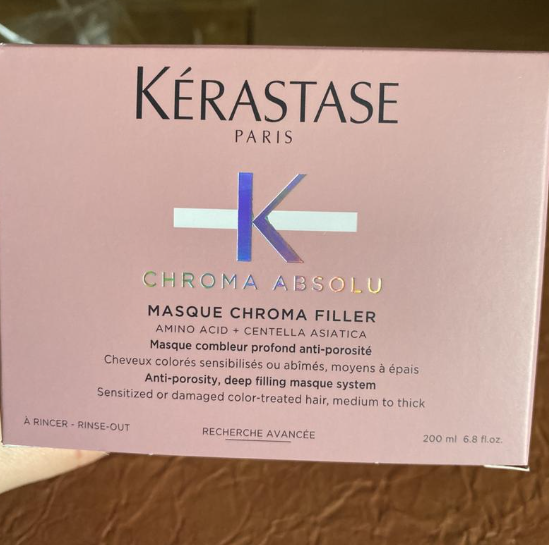 KÉRASTASE
PARIS
K
CHROMA ABSOLU
MASQUE CHROMA FILLER
AMINO ACID + CENTELLA ASIATICA
Masque combleur profond anti-porosité
Cheveux colorés sensibilisés ou abîmés, moyens à épais
Anti-porosity, deep filling masque system
Sensitized or damaged color-treated hair, medium to thick
À RINCER - RINSE-OUT
RECHERCHE AVANCÉE
200 ml 6.8 fl.oz.